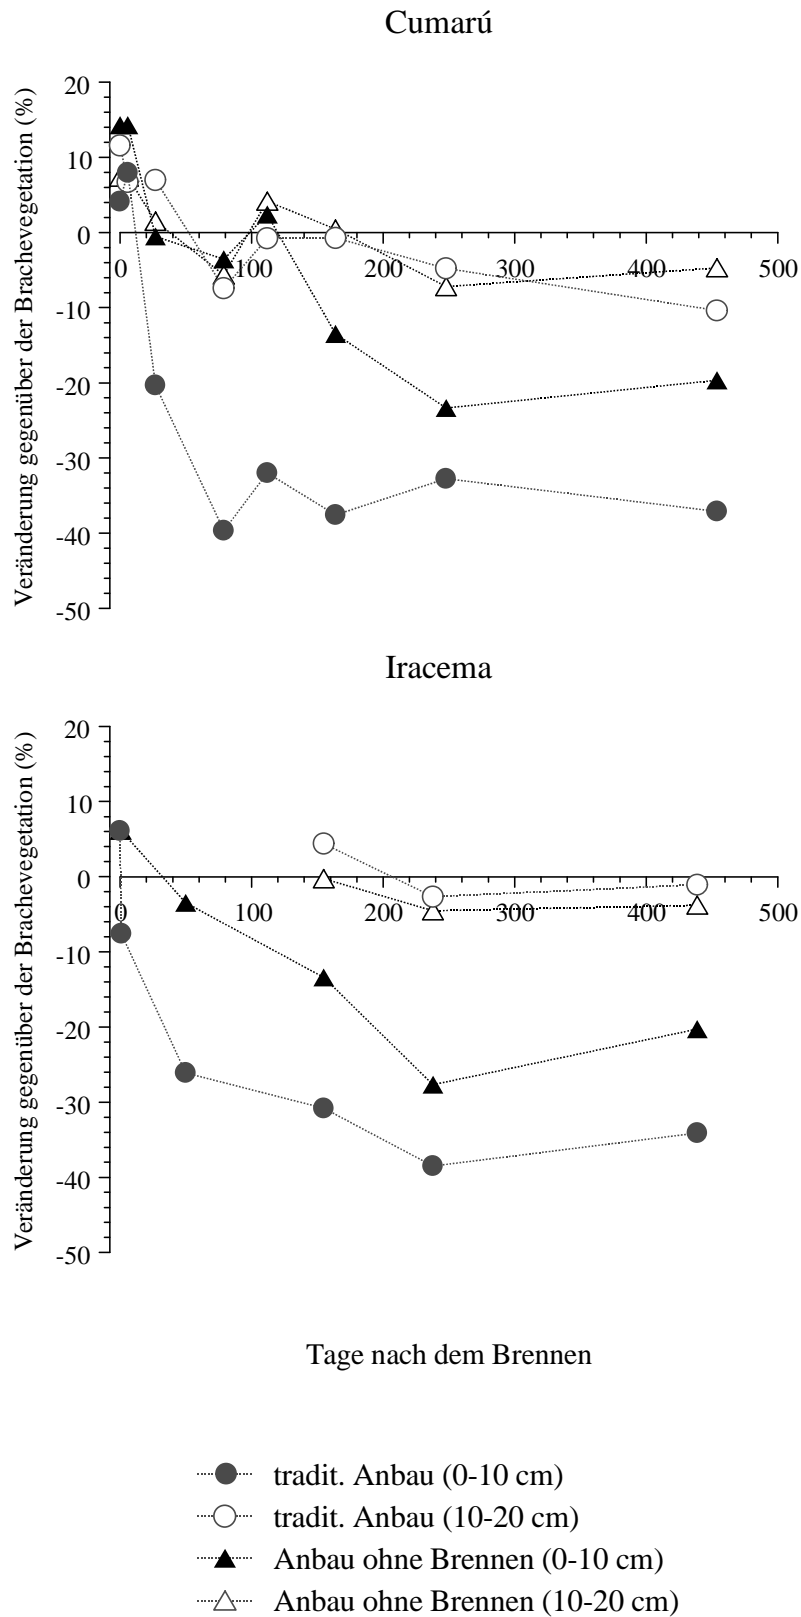 Cumarú
Veränderung gegenüber der Brachevegetation (%)
20
10
0
-10
-20
-30
-40
-50
0 100 200 300 400 500
Iracema
Veränderung gegenüber der Brachevegetation (%)
20
10
0
-10
-20
-30
-40
-50
0 100 200 300 400 500
Tage nach dem Brennen
tradit. Anbau (0-10 cm)
tradit. Anbau (10-20 cm)
Anbau ohne Brennen (0-10 cm)
Anbau ohne Brennen (10-20 cm)